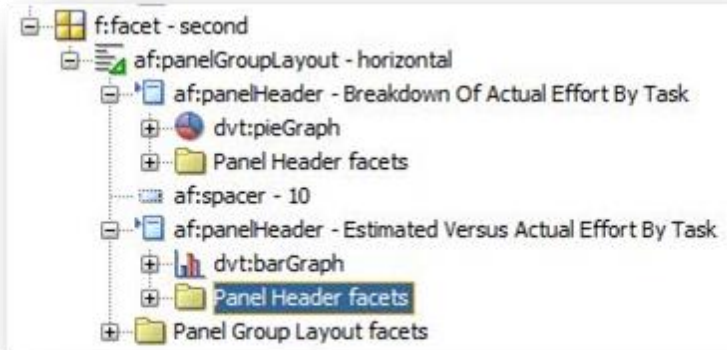 f:facet - second
af:panelGroupLayout - horizontal
af:panelHeader - Breakdown Of Actual Effort By Task
dvt:pieGraph
Panel Header facets
af:spacer - 10
af:panelHeader - Estimated Versus Actual Effort By Task
dvt:barGraph
Panel Header facets
Panel Group Layout facets